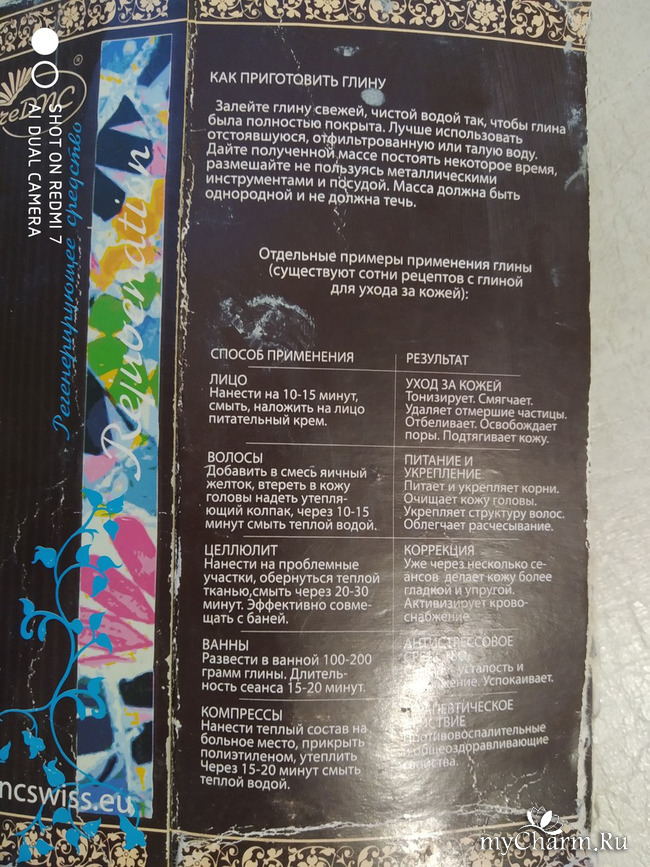 SHOT ON REDMI 7
AI DUAL CAMERA
®
Регенерирующее средство
Rejuvenation
ncswiss.eu
КАК ПРИГОТОВИТЬ ГЛИНУ
Залейте глину свежей, чистой водой так, чтобы глина
была полностью покрыта. Лучше использовать
отстоявшуюся, отфильтрованную или талую воду.
Дайте полученной массе постоять некоторое время,
размешайте не пользуясь металлическими
инструментами и посудой. Масса должна быть
однородной и не должна течь.
Отдельные примеры применения глины
(существуют сотни рецептов с глиной
для ухода за кожей):
СПОСОБ ПРИМЕНЕНИЯ
РЕЗУЛЬТАТ
ЛИЦО
Нанести на 10-15 минут,
смыть, наложить на лицо
питательный крем.
УХОД ЗА КОЖЕЙ
Тонизирует. Смягчает.
Удаляет отмершие частицы.
Отбеливает. Освобождает
поры. Подтягивает кожу.
ВОЛОСЫ
Добавить в смесь яичный
желток, втереть в кожу
головы надеть утепля-
ющий колпак, через 10-15
минут смыть теплой водой.
ПИТАНИЕ И
УКРЕПЛЕНИЕ
Питает и укрепляет корни.
Очищает кожу головы.
Укрепляет структуру волос.
Облегчает расчесывание.
ЦЕЛЛЮЛИТ
Нанести на проблемные
участки, обернуться теплой
тканью,смыть через 20-30
минут. Эффективно совме-
щать с баней.
КОРРЕКЦИЯ
Уже через несколько се-
ансов делает кожу более
гладкой и упругой.
Активизирует крово-
снабжение
ВАННЫ
Развести в ванной 100-200
грамм глины. Длитель-
ность сеанса 15-20 минут.
АНТИСТРЕССОВОЕ
усталость и
Успокаивает.
КОМПРЕССЫ
Нанести теплый состав на
больное место, прикрыть
полиэтиленом, утеплить
Через 15-20 минут смыть
теплой водой.
противовоспалительные
общеоздоравливающие
свойства.
myCharm.Ru